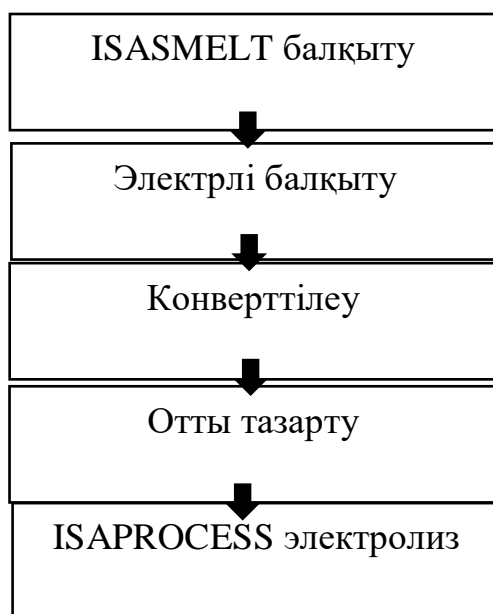 ISASMELT балқыту
Электрлі балқыту
Конверттілеу
Отты тазарту
ISAPROCESS электролиз